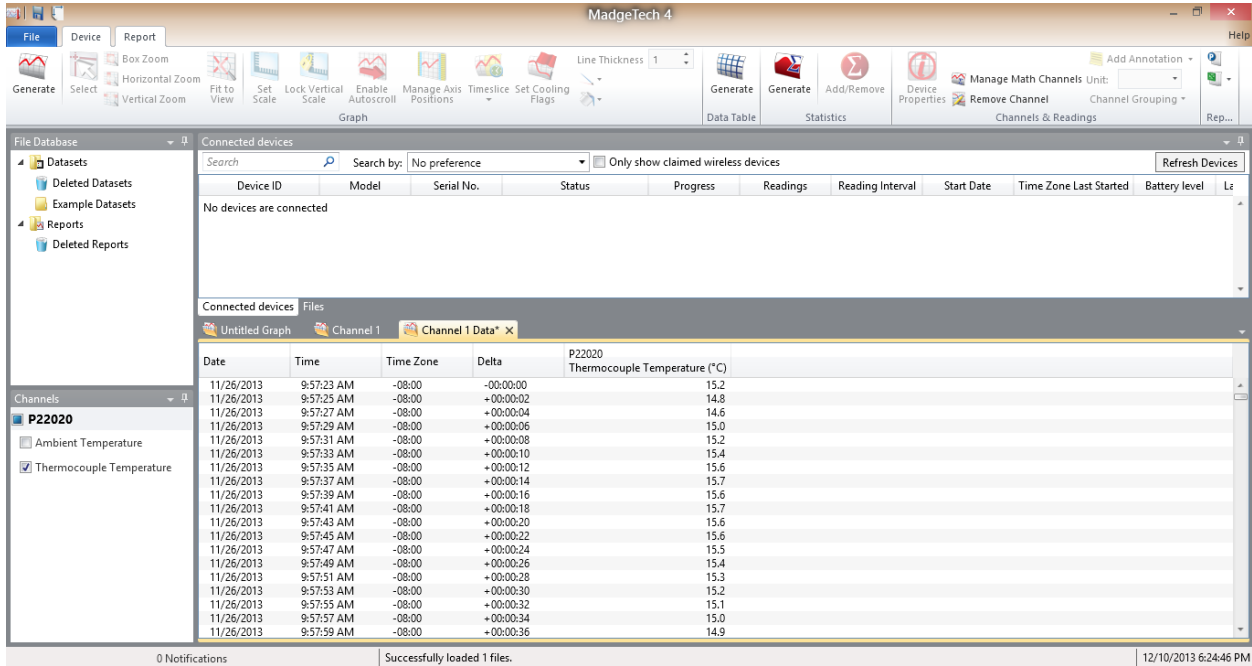 MadgeTech 4
File Device Report Help
Generate Select Box Zoom Horizontal Zoom Vertical Zoom Fit to View Set Scale Lock Vertical Scale Enable Autoscroll Manage Axis Positions Timeslice Set Cooling Flags Line Thickness 1 Generate Generate Add/Remove Device Properties Manage Math Channels Remove Channel Unit: Add Annotation Channel Grouping
Graph Data Table Statistics Channels & Readings Rep...
File Database
Datasets
Deleted Datasets
Example Datasets
Reports
Deleted Reports
Channels
P22020
Ambient Temperature
Thermocouple Temperature
Connected devices
Search Search by: No preference Only show claimed wireless devices Refresh Devices
Device ID Model Serial No. Status Progress Readings Reading Interval Start Date Time Zone Last Started Battery level La
No devices are connected
Connected devices Files
Untitled Graph Channel 1 Channel 1 Data* X
Date Time Time Zone Delta P22020 Thermocouple Temperature (°C)
11/26/2013 9:57:23 AM -08:00 -00:00:00 15.2
11/26/2013 9:57:25 AM -08:00 +00:00:02 14.8
11/26/2013 9:57:27 AM -08:00 +00:00:04 14.6
11/26/2013 9:57:29 AM -08:00 +00:00:06 15.0
11/26/2013 9:57:31 AM -08:00 +00:00:08 15.2
11/26/2013 9:57:33 AM -08:00 +00:00:10 15.4
11/26/2013 9:57:35 AM -08:00 +00:00:12 15.6
11/26/2013 9:57:37 AM -08:00 +00:00:14 15.7
11/26/2013 9:57:39 AM -08:00 +00:00:16 15.6
11/26/2013 9:57:41 AM -08:00 +00:00:18 15.7
11/26/2013 9:57:43 AM -08:00 +00:00:20 15.6
11/26/2013 9:57:45 AM -08:00 +00:00:22 15.6
11/26/2013 9:57:47 AM -08:00 +00:00:24 15.5
11/26/2013 9:57:49 AM -08:00 +00:00:26 15.4
11/26/2013 9:57:51 AM -08:00 +00:00:28 15.3
11/26/2013 9:57:53 AM -08:00 +00:00:30 15.2
11/26/2013 9:57:55 AM -08:00 +00:00:32 15.1
11/26/2013 9:57:57 AM -08:00 +00:00:34 15.0
11/26/2013 9:57:59 AM -08:00 +00:00:36 14.9
0 Notifications Successfully loaded 1 files. 12/10/2013 6:24:46 PM